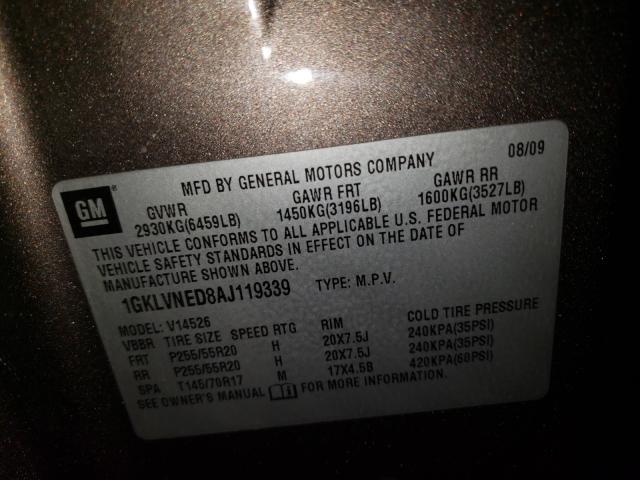 08/09
MFD BY GENERAL MOTORS COMPANY
GM
GVWR GAWR FRT GAWR RR
2930KG(6459LB) 1450KG(3196LB) 1600KG(3527LB)
THIS VEHICLE CONFORMS TO ALL APPLICABLE U.S. FEDERAL MOTOR
VEHICLE SAFETY STANDARDS IN EFFECT ON THE DATE OF
MANUFACTURE SHOWN ABOVE.
1GKLVNED8AJ119339 TYPE: M.P.V.
MODEL: V14526
VBBR TIRE SIZE SPEED RTG RIM COLD TIRE PRESSURE
FRT P255/55R20 H 20X7.5J 240KPA(35PSI)
RR P255/55R20 H 20X7.5J 240KPA(35PSI)
SPA T145/70R17 M 17X4.5B 420KPA(60PSI)
SEE OWNER'S MANUAL FOR MORE INFORMATION.